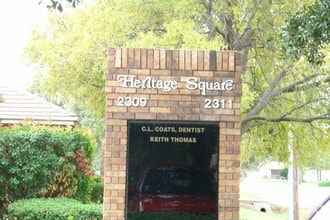 Heritage Square
2309 2311
C.L. COATS, DENTIST
KEITH THOMAS